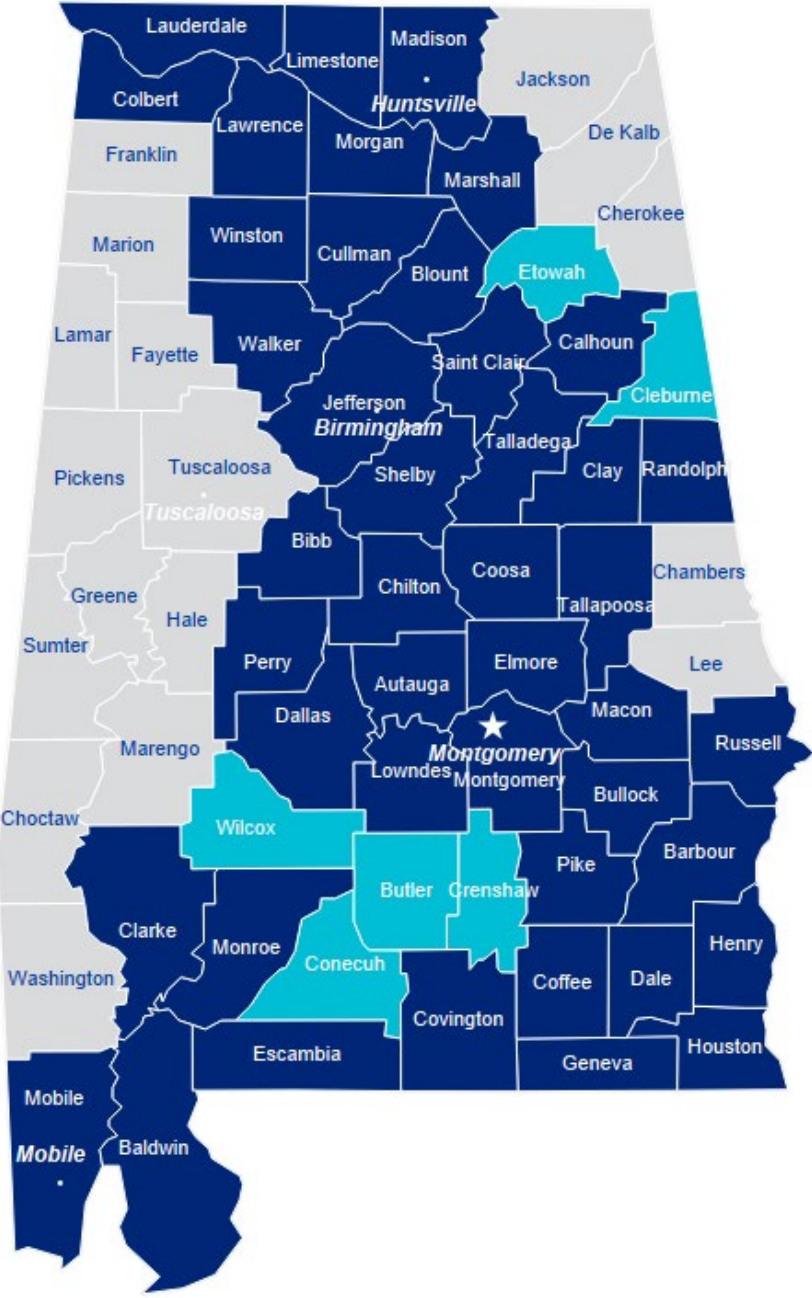 Lauderdale
Limestone
Madison
Jackson
Colbert
Huntsville
Lawrence
Morgan
De Kalb
Franklin
Marshall
Cherokee
Marion
Winston
Cullman
Blount
Etowah
Lamar
Fayette
Walker
Saint Clair
Calhoun
Cleburne
Jefferson
Birmingham
Talladega
Pickens
Tuscaloosa
Shelby
Clay
Randolph
Tuscaloosa
Bibb
Coosa
Chambers
Greene
Hale
Chilton
Tallapoosa
Sumter
Perry
Elmore
Lee
Autauga
Dallas
Macon
Marengo
Montgomery
Russell
Lowndes
Montgomery
Bullock
Choctaw
Wilcox
Barbour
Pike
Butler
Crenshaw
Clarke
Monroe
Henry
Conecuh
Washington
Coffee
Dale
Covington
Escambia
Geneva
Houston
Mobile
Mobile
Baldwin